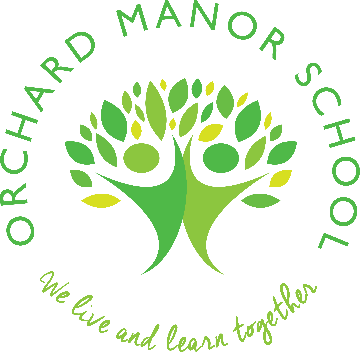 ORCHARD MANOR SCHOOL
We live and learn together